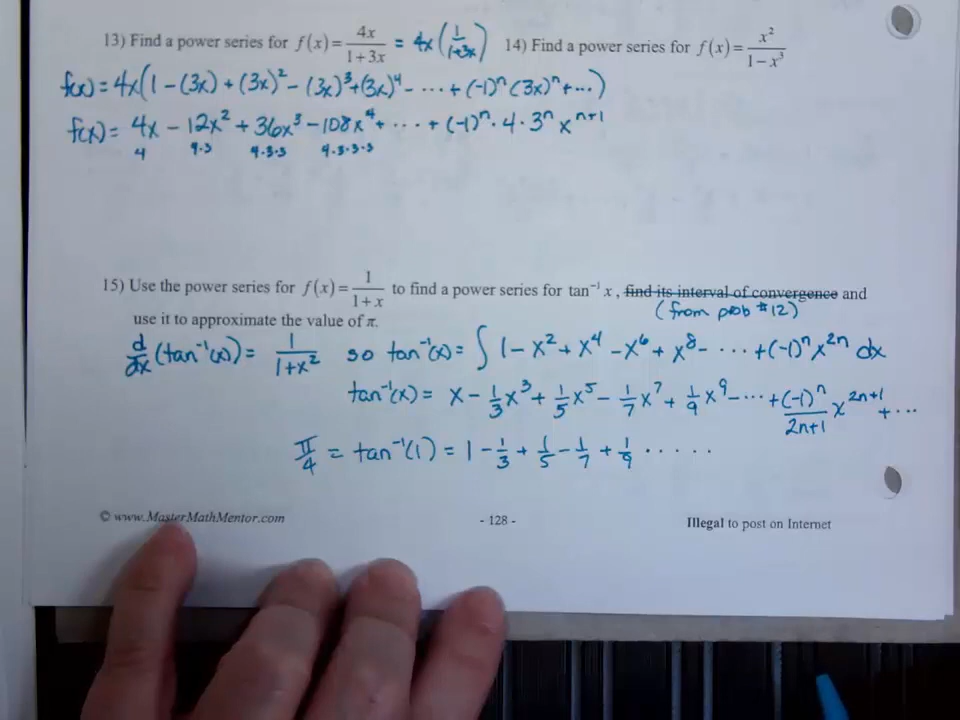 13) Find a power series for f(x) = 4x/(1+3x) = 4x(1/(1+3x))
14) Find a power series for f(x) = x²/(1−x³)
f(x) = 4x(1 − (3x) + (3x)² − (3x)³ + (3x)⁴ − ··· + (−1)ⁿ(3x)ⁿ + ···)
f(x) = 4x − 12x² + 36x³ − 108x⁴ + ··· + (−1)ⁿ · 4 · 3ⁿ xⁿ⁺¹
4 4·3 4·3·3 4·3·3·3
15) Use the power series for f(x) = 1/(1+x) to find a power series for tan⁻¹ x , find its interval of convergence and
(from prob #12)
use it to approximate the value of π.
d/dx (tan⁻¹(x)) = 1/(1+x²) so tan⁻¹(x) = ∫ 1 − x² + x⁴ − x⁶ + x⁸ − ··· + (−1)ⁿ x²ⁿ dx
tan⁻¹(x) = x − 1/3 x³ + 1/5 x⁵ − 1/7 x⁷ + 1/9 x⁹ − ··· + (−1)ⁿ/(2n+1) x²ⁿ⁺¹ + ···
π/4 = tan⁻¹(1) = 1 − 1/3 + 1/5 − 1/7 + 1/9 ·····
© www.MasterMathMentor.com
- 128 -
Illegal to post on Internet